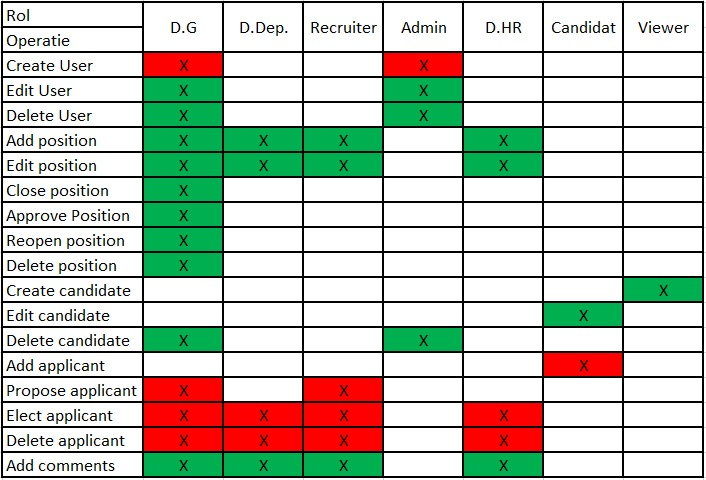 Rol D.G D.Dep. Recruiter Admin D.HR Candidat Viewer
Operatie
Create User X X
Edit User X X
Delete User X X
Add position X X X X
Edit position X X X X
Close position X
Approve Position X
Reopen position X
Delete position X
Create candidate X
Edit candidate X
Delete candidate X X
Add applicant X
Propose applicant X X
Elect applicant X X X X
Delete applicant X X X X
Add comments X X X X